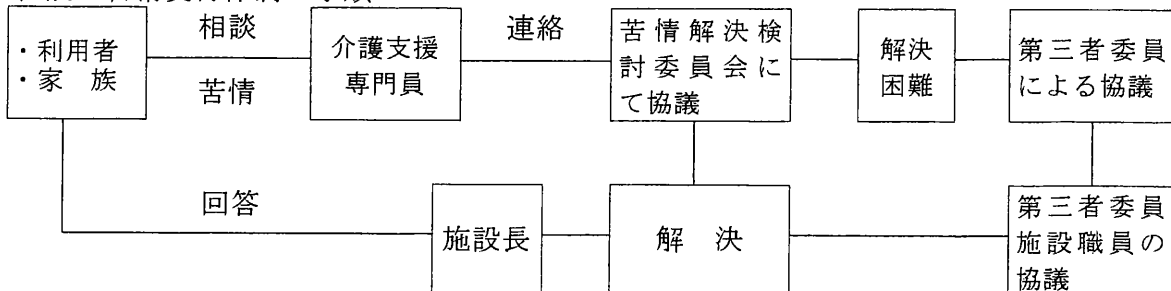 相談
連絡
・利用者
・家　族
介護支援
専門員
苦情解決検
討委員会に
て協議
解決
困難
第三者委員
による協議
苦情
回答
施設長
解　決
第三者委員
施設職員の
協議